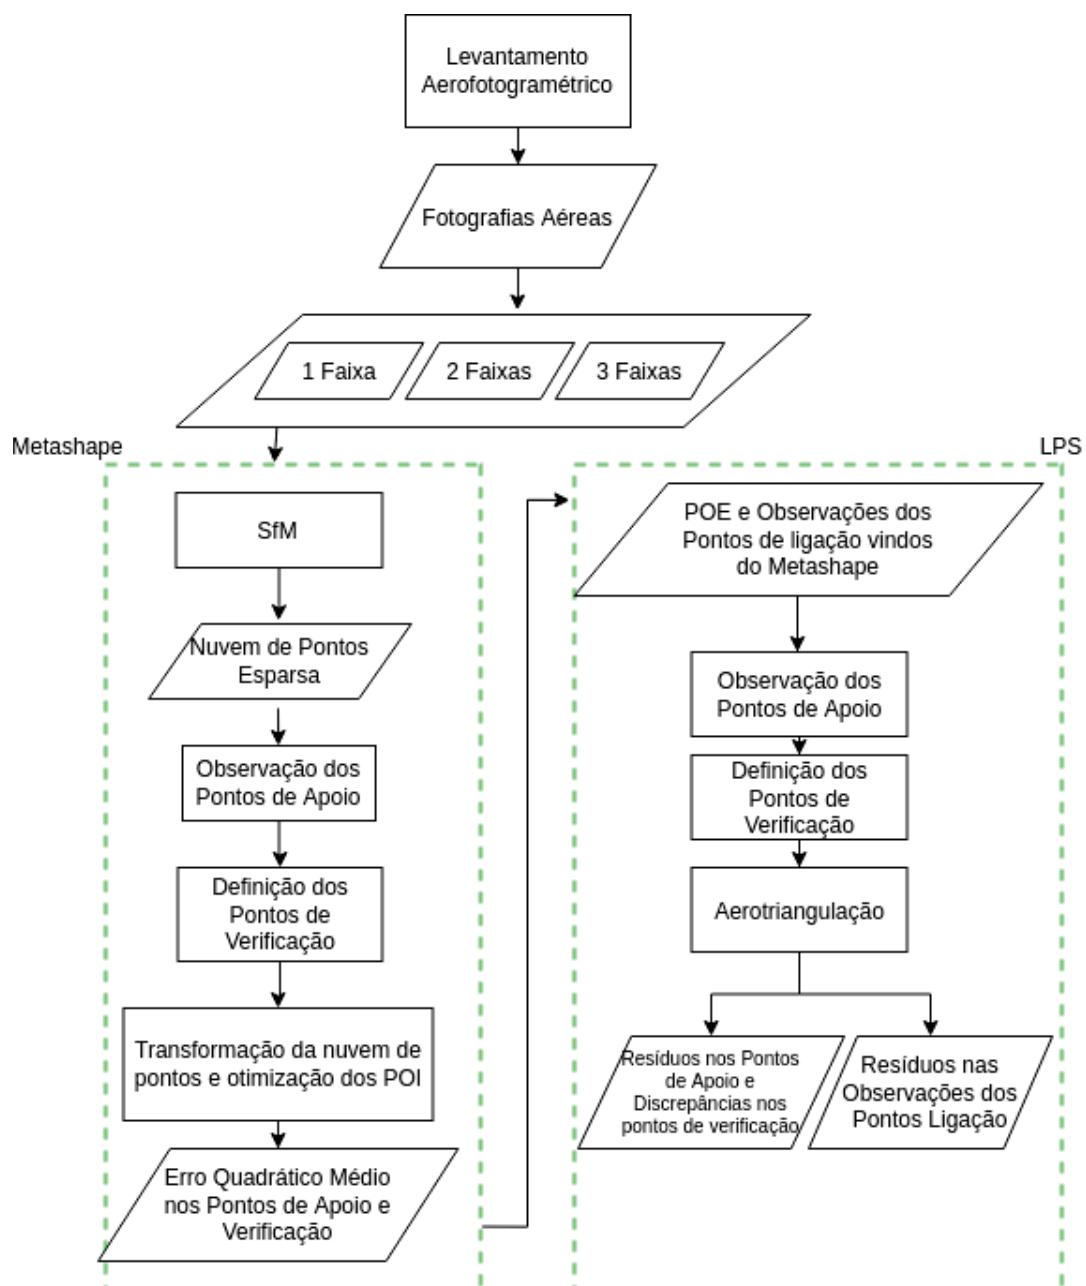 Levantamento
Aerofotogramétrico
Fotografias Aéreas
1 Faixa
2 Faixas
3 Faixas
Metashape
SfM
Nuvem de Pontos
Esparsa
Observação dos
Pontos de Apoio
Definição dos
Pontos de
Verificação
Transformação da nuvem de
pontos e otimização dos POI
Erro Quadrático Médio
nos Pontos de Apoio e
Verificação
LPS
POE e Observações dos
Pontos de ligação vindos
do Metashape
Observação dos
Pontos de Apoio
Definição dos
Pontos de
Verificação
Aerotriangulação
Resíduos nos Pontos
de Apoio e
Discrepâncias nos
pontos de verificação
Resíduos nas
Observações dos
Pontos Ligação